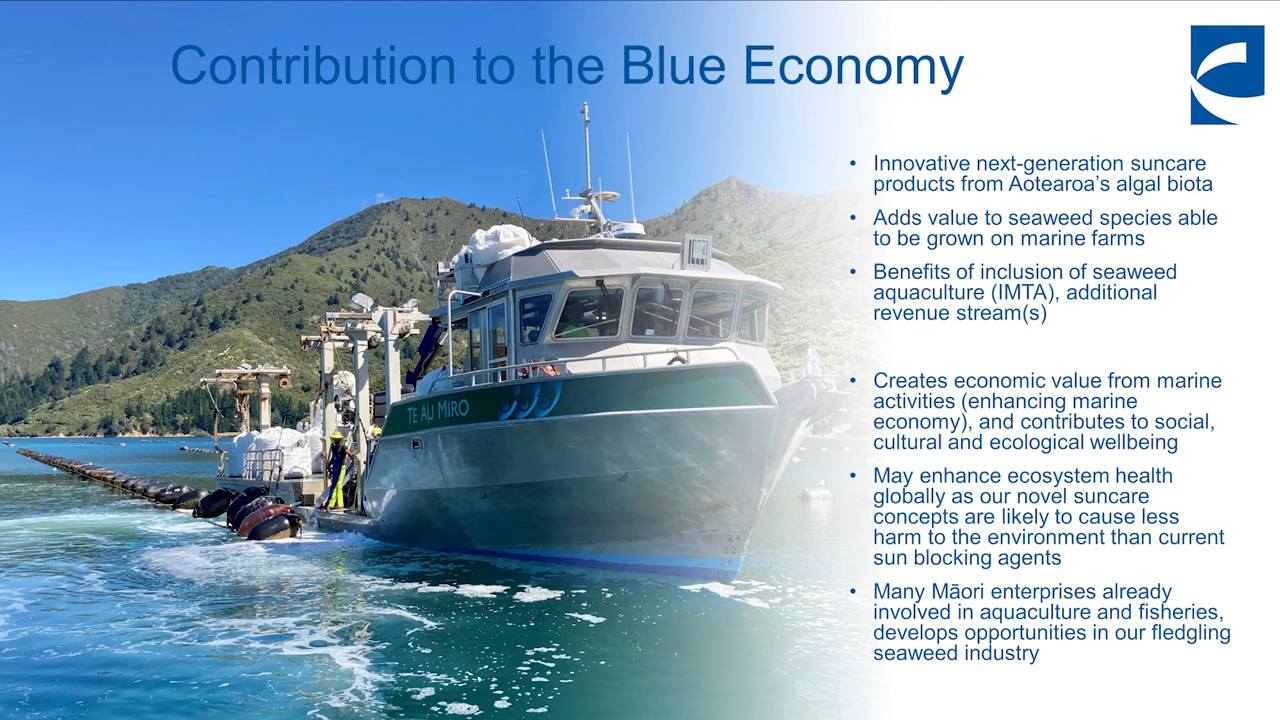 Contribution to the Blue Economy
• Innovative next-generation suncare
products from Aotearoa's algal biota
• Adds value to seaweed species able
to be grown on marine farms
• Benefits of inclusion of seaweed
aquaculture (IMTA), additional
revenue stream(s)
• Creates economic value from marine
activities (enhancing marine
economy), and contributes to social,
cultural and ecological wellbeing
• May enhance ecosystem health
globally as our novel suncare
concepts are likely to cause less
harm to the environment than current
sun blocking agents
• Many Māori enterprises already
involved in aquaculture and fisheries,
develops opportunities in our fledgling
seaweed industry
TE AU MIRO
24
22